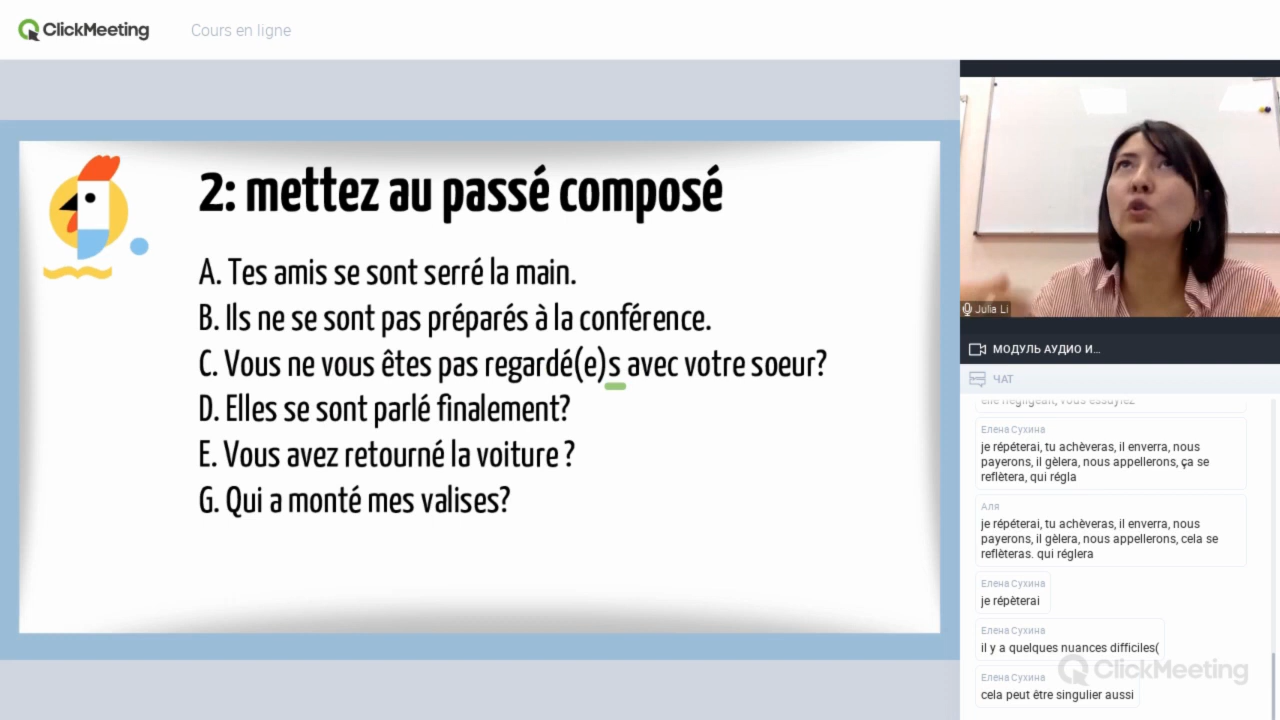 ClickMeeting
Cours en ligne
2: mettez au passé composé
A. Tes amis se sont serré la main.
B. Ils ne se sont pas préparés à la conférence.
C. Vous ne vous êtes pas regardé(e)s avec votre soeur?
D. Elles se sont parlé finalement?
E. Vous avez retourné la voiture ?
G. Qui a monté mes valises?
Julia Li
МОДУЛЬ АУДИО И...
ЧАТ
elle négligeait, vous essayiez
Елена Сухина
je répéterai, tu achèveras, il enverra, nous
payerons, il gèlera, nous appellerons, ça se
reflètera, qui régla
Аля
je répéterai, tu achèveras, il enverra, nous
payerons, il gèlera, nous appellerons, cela se
reflèteras. qui réglera
Елена Сухина
je répèterai
Елена Сухина
il y a quelques nuances difficiles(
ClickMeeting
Елена Сухина
cela peut être singulier aussi